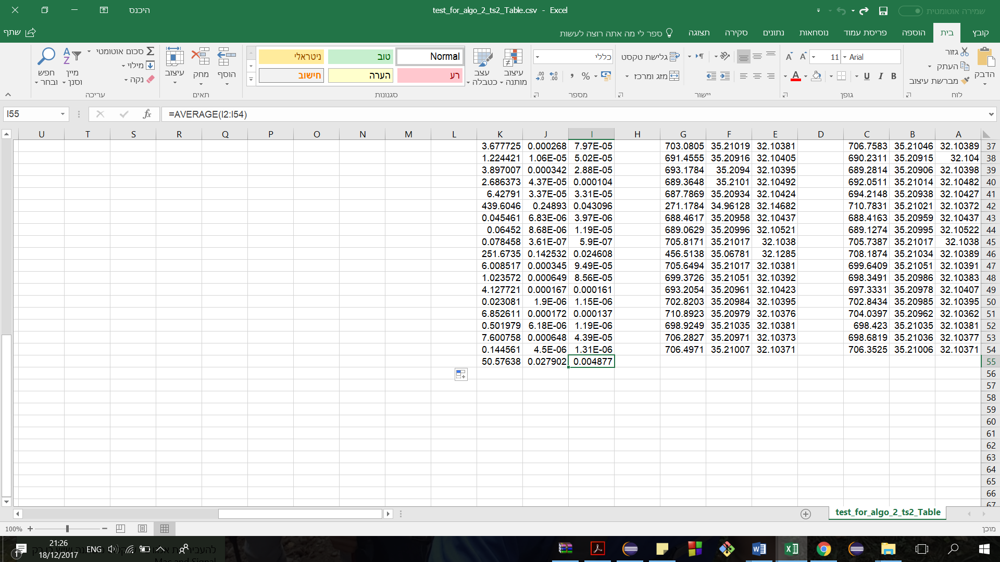 היכנס
test_for_algo_2_ts2_Table.csv - Excel
שמירה אוטומטית
קובץ בית הוספה פריסת עמוד נוסחאות נתונים סקירה תצוגה ספר לי מה אתה רוצה לעשות
שתף
הדבק
גזור
העתק
מברשת עיצוב
לוח
Arial 11
B I U
גופן
גלישת טקסט
מזג ומרכז
יישור
כללי
%
מספר
עיצוב מותנה
עצב כטבלה
Normal טוב ניטראלי
רע הערה חישוב
סגנונות
הוסף מחק עיצוב
תאים
סכום אוטומטי
מילוי
נקה
מיין וסנן
חפש ובחר
עריכה
I55 fx =AVERAGE(I2:I54)
U T S R Q P O N M L K J I H G F E D C B A
3.677725 0.000268 7.97E-05 703.0805 35.21019 32.10381 706.7583 35.21046 32.10389 37
1.224421 1.06E-05 5.02E-05 691.4555 35.20916 32.10405 690.2311 35.20915 32.104 38
3.897007 0.000342 2.88E-05 693.1784 35.2094 32.10395 689.2814 35.20906 32.10398 39
2.686373 4.37E-05 0.000104 689.3648 35.2101 32.10492 692.0511 35.21014 32.10482 40
6.42791 3.37E-05 3.31E-05 687.7869 35.20934 32.10424 694.2148 35.20938 32.10427 41
439.6046 0.24893 0.043096 271.1784 34.96128 32.14682 710.7831 35.21021 32.10372 42
0.045461 6.83E-06 3.97E-06 688.4617 35.20958 32.10437 688.4163 35.20959 32.10437 43
0.06452 8.68E-06 1.19E-05 689.0629 35.20996 32.10521 689.1274 35.20995 32.10522 44
0.078458 3.61E-07 5.9E-07 705.8171 35.21017 32.1038 705.7387 35.21017 32.1038 45
251.6735 0.142532 0.024608 456.5138 35.06781 32.1285 708.1874 35.21034 32.10389 46
6.008517 0.000345 9.49E-05 705.6494 35.21017 32.10381 699.6409 35.21051 32.10391 47
1.023572 0.000649 8.56E-05 699.3726 35.21051 32.10392 698.3491 35.20986 32.10383 48
4.127721 0.000167 0.000161 693.2054 35.20961 32.10423 697.3331 35.20978 32.10407 49
0.023081 1.9E-06 1.15E-06 702.8203 35.20984 32.10395 702.8434 35.20985 32.10395 50
6.852611 0.000172 0.000137 710.8923 35.20979 32.10376 704.0397 35.20962 32.10362 51
0.501979 6.18E-06 1.19E-06 698.9249 35.21035 32.10381 698.423 35.21035 32.10381 52
7.600758 0.000648 4.39E-05 706.2827 35.20971 32.10373 698.6819 35.21036 32.10377 53
0.144561 4.5E-06 1.31E-06 706.4971 35.21007 32.10371 706.3525 35.21006 32.10371 54
50.57638 0.027902 0.004877 55
56
57
58
59
60
61
62
63
64
65
66
67
test_for_algo_2_ts2_Table
100%
מוכן
21:26
18/12/2017
ENG
1